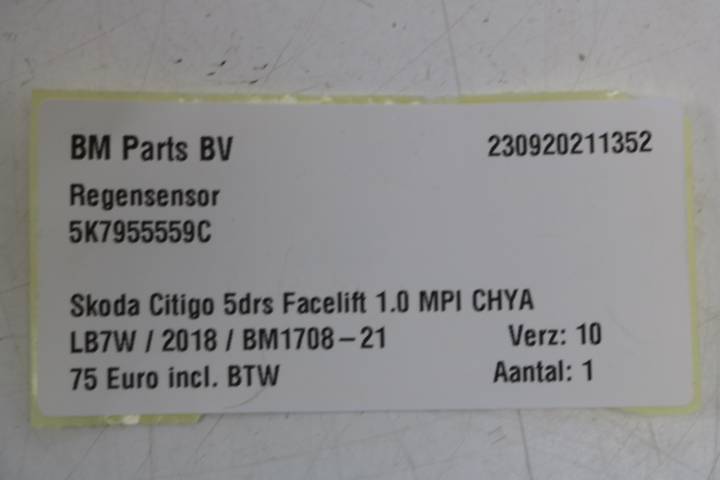 BM Parts BV 230920211352
Regensensor
5K7955559C
Skoda Citigo 5drs Facelift 1.0 MPI CHYA
LB7W / 2018 / BM1708-21 Verz: 10
75 Euro incl. BTW Aantal: 1